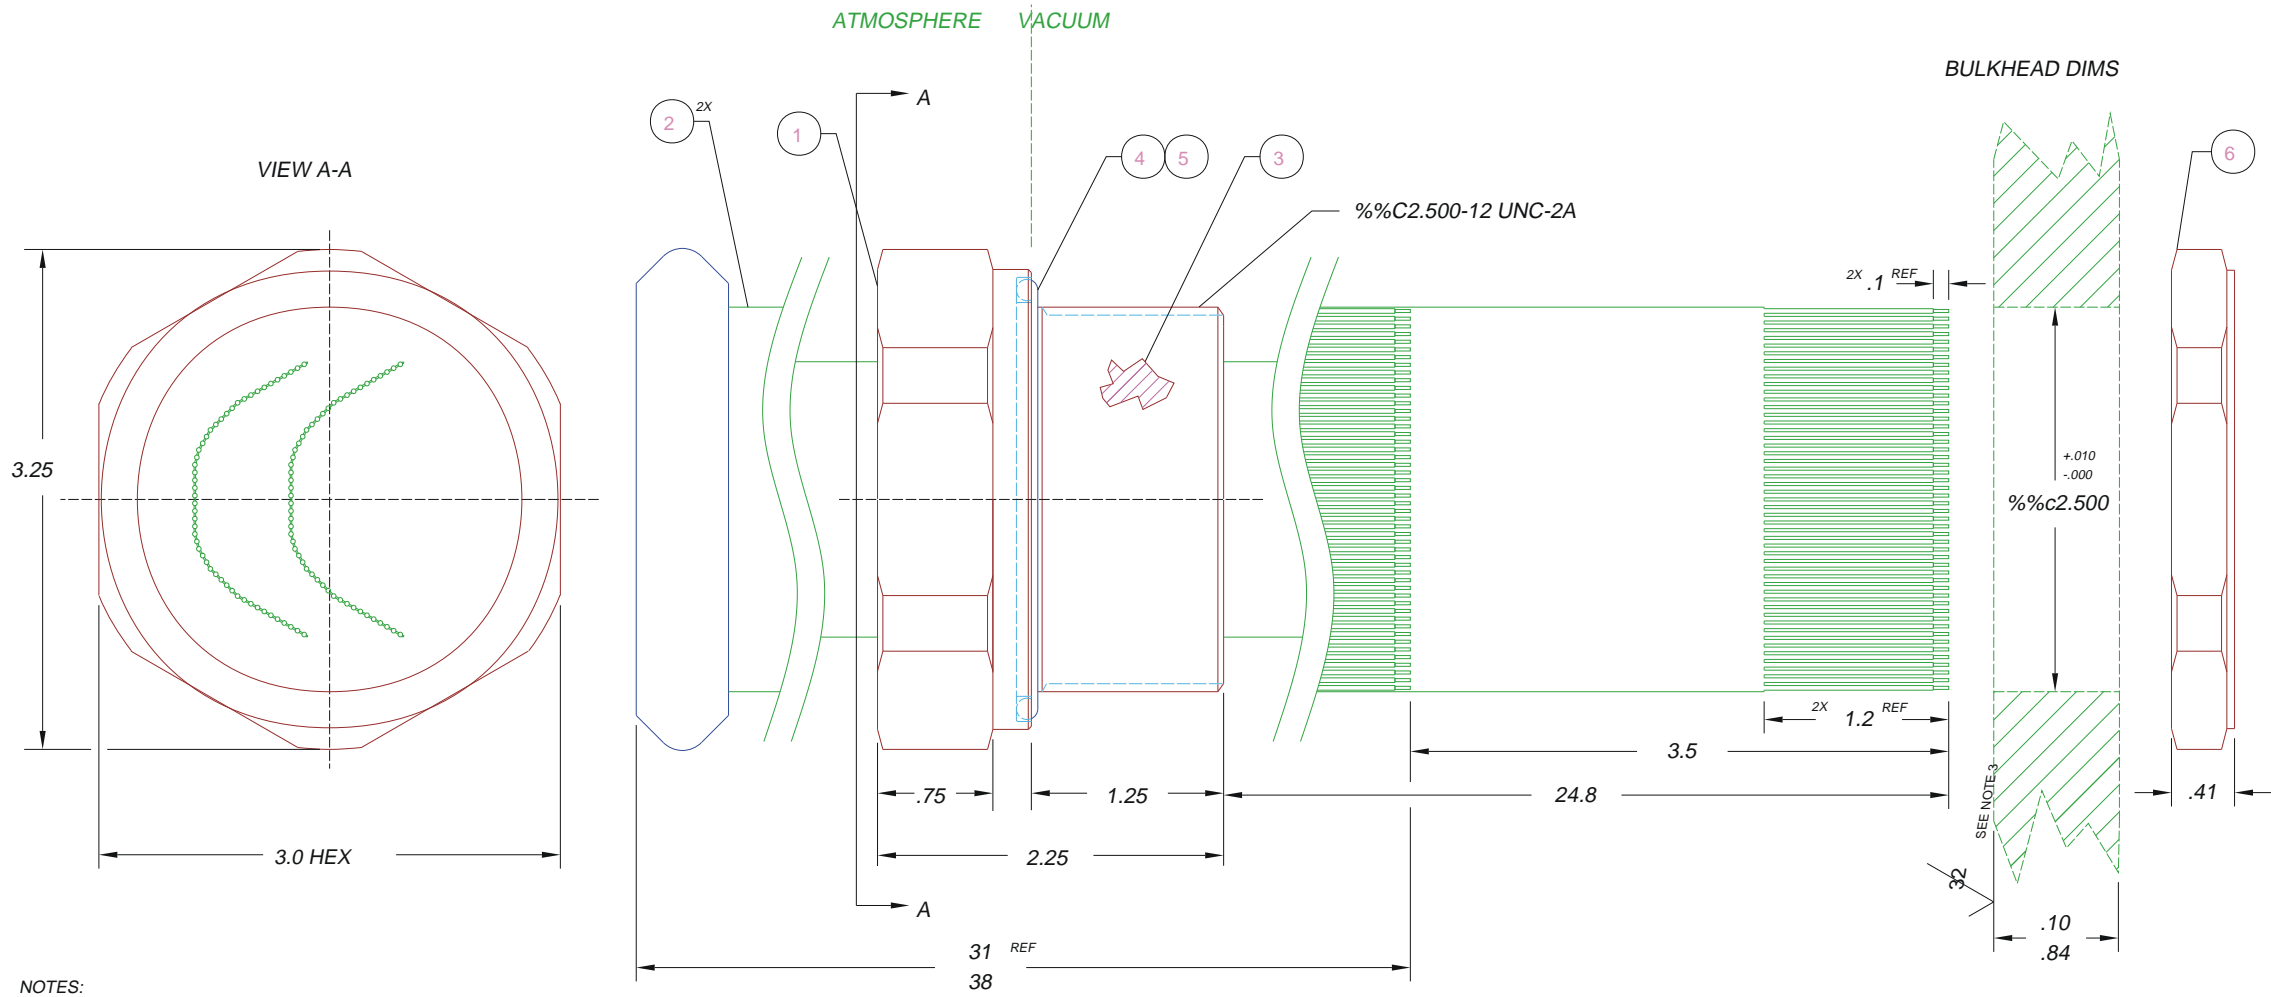 ATMOSPHERE VACUUM
BULKHEAD DIMS
A
2X
2
1
4 5
3
6
VIEW A-A
%%C2.500-12 UNC-2A
2X .1 REF
3.25
+.010
-.000
%%c2.500
2X 1.2 REF
3.5
.75
1.25
24.8
.41
SEE NOTE 3
3.0 HEX
2.25
32
A
.10
.84
31 REF
38
NOTES: